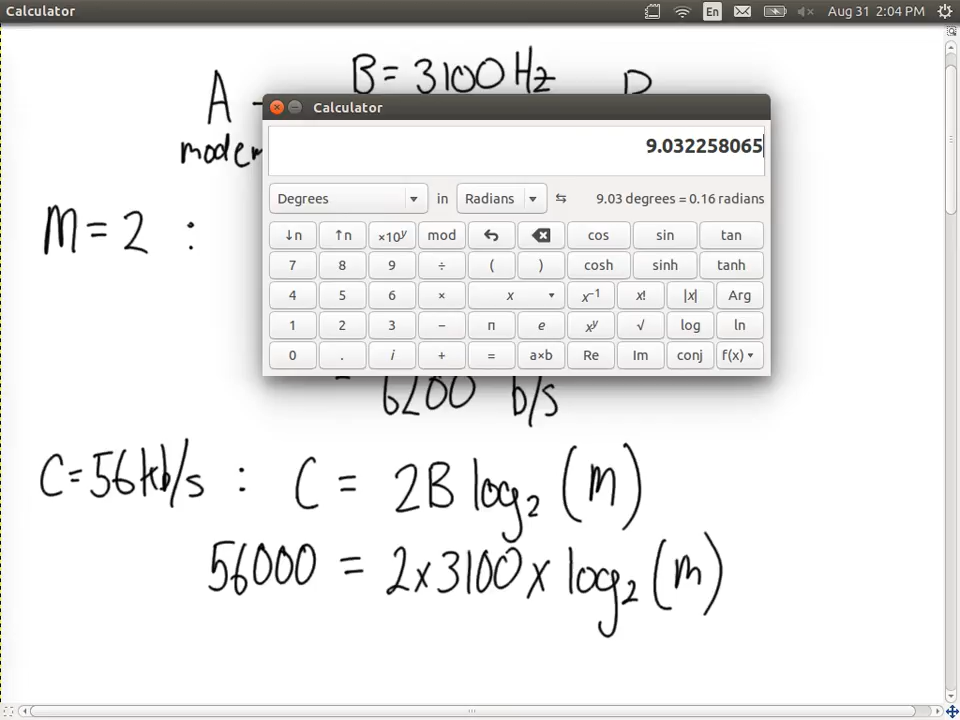 Calculator
En
Aug 31 2:04 PM
B = 3100 Hz
A - D
modem
Calculator
9.032258065
Degrees in Radians 9.03 degrees = 0.16 radians
↓n ↑n ×10ʸ mod cos sin tan
7 8 9 ÷ ( ) cosh sinh tanh
4 5 6 × x x⁻¹ x! |x| Arg
1 2 3 − π e xʸ √ log ln
0 . i + = a×b Re Im conj f(x)
M = 2 :
= 6200 b/s
C = 56kb/s : C = 2B log₂ (M)
56000 = 2 x 3100 x log₂ (M)